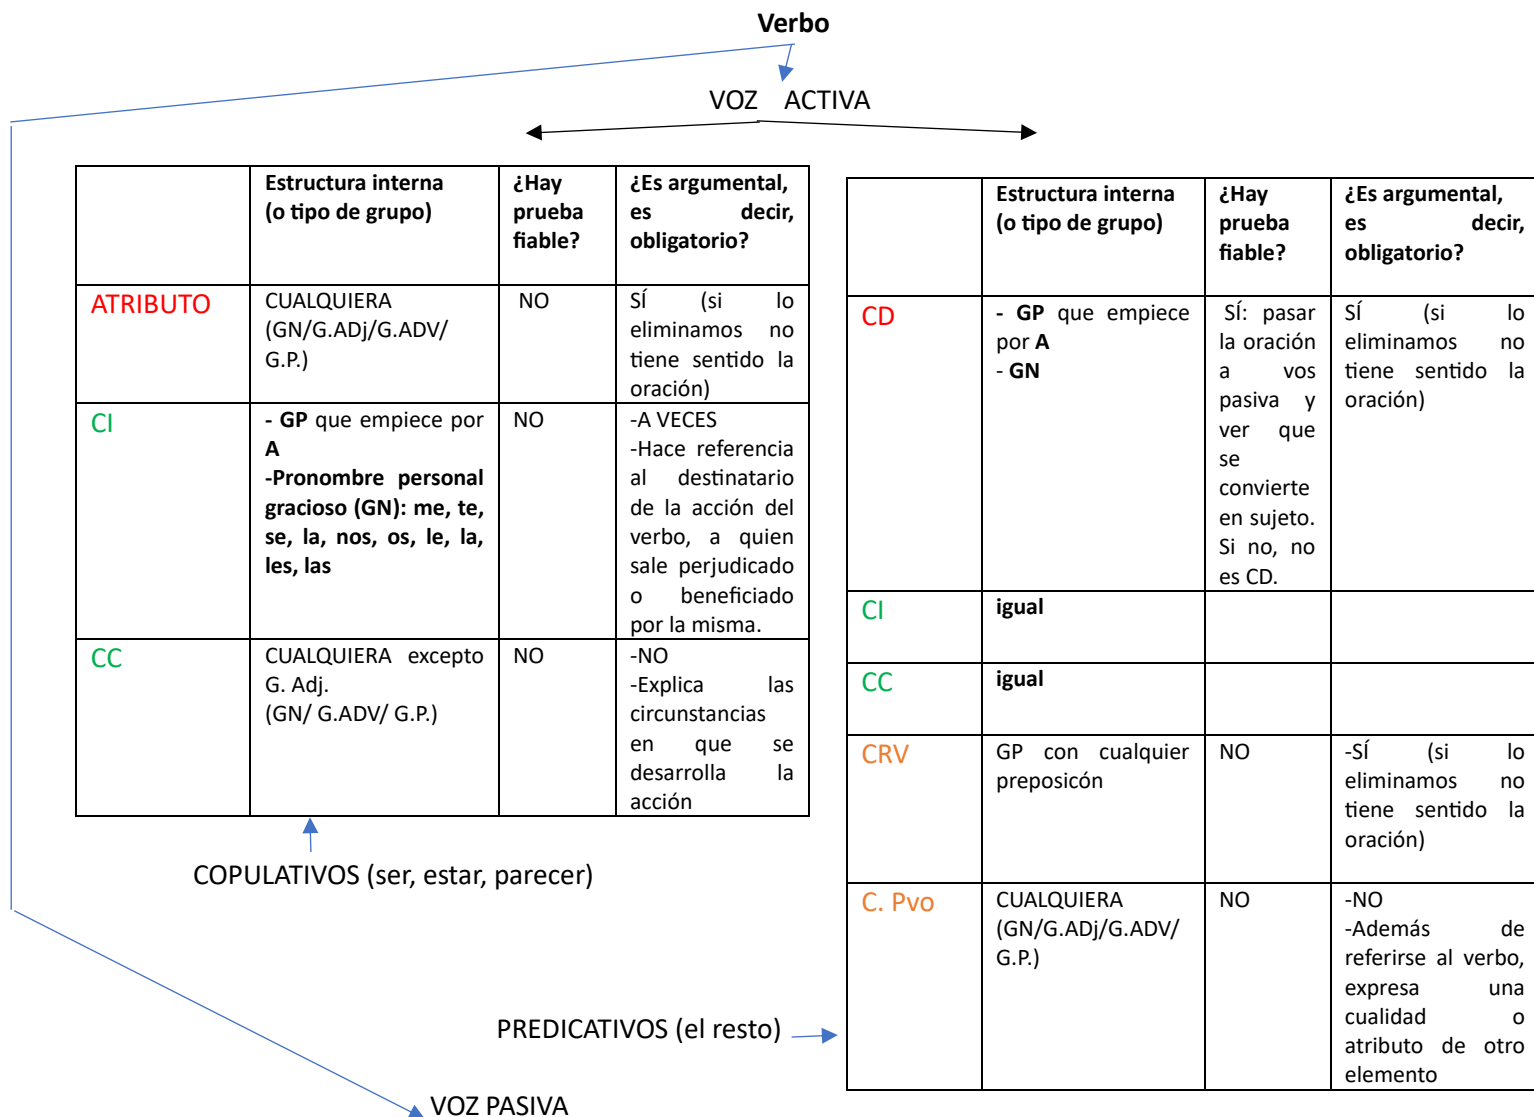 Verbo
VOZ ACTIVA
Estructura interna
(o tipo de grupo)
¿Hay
prueba
fiable?
¿Es argumental,
es decir,
obligatorio?
ATRIBUTO
CUALQUIERA
(GN/G.ADj/G.ADV/
G.P.)
NO
SÍ (si lo
eliminamos no
tiene sentido la
oración)
CI
- GP que empiece por
A
-Pronombre personal
gracioso (GN): me, te,
se, la, nos, os, le, la,
les, las
NO
-A VECES
-Hace referencia
al destinatario
de la acción del
verbo, a quien
sale perjudicado
o beneficiado
por la misma.
CC
CUALQUIERA excepto
G. Adj.
(GN/ G.ADV/ G.P.)
NO
-NO
-Explica las
circunstancias
en que se
desarrolla la
acción
COPULATIVOS (ser, estar, parecer)
Estructura interna
(o tipo de grupo)
¿Hay
prueba
fiable?
¿Es argumental,
es decir,
obligatorio?
CD
- GP que empiece
por A
- GN
SÍ: pasar
la oración
a vos
pasiva y
ver que
se
convierte
en sujeto.
Si no, no
es CD.
SÍ (si lo
eliminamos no
tiene sentido la
oración)
CI
igual
CC
igual
CRV
GP con cualquier
preposicón
NO
-SÍ (si lo
eliminamos no
tiene sentido la
oración)
C. Pvo
CUALQUIERA
(GN/G.ADj/G.ADV/
G.P.)
NO
-NO
-Además de
referirse al verbo,
expresa una
cualidad o
atributo de otro
elemento
PREDICATIVOS (el resto)
VOZ PASIVA